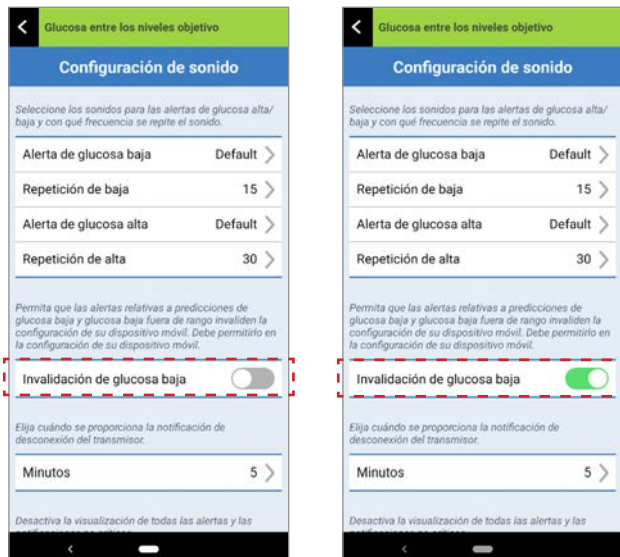 Glucosa entre los niveles objetivo
Configuración de sonido
Seleccione los sonidos para las alertas de glucosa alta/
baja y con qué frecuencia se repite el sonido.
Alerta de glucosa baja Default
Repetición de baja 15
Alerta de glucosa alta Default
Repetición de alta 30
Permita que las alertas relativas a predicciones de
glucosa baja y glucosa baja fuera de rango invaliden la
configuración de su dispositivo móvil. Debe permitirlo en
la configuración de su dispositivo móvil.
Invalidación de glucosa baja
Elija cuándo se proporciona la notificación de
desconexión del transmisor.
Minutos 5
Desactiva la visualización de todas las alertas y las
Glucosa entre los niveles objetivo
Configuración de sonido
Seleccione los sonidos para las alertas de glucosa alta/
baja y con qué frecuencia se repite el sonido.
Alerta de glucosa baja Default
Repetición de baja 15
Alerta de glucosa alta Default
Repetición de alta 30
Permita que las alertas relativas a predicciones de
glucosa baja y glucosa baja fuera de rango invaliden la
configuración de su dispositivo móvil. Debe permitirlo en
la configuración de su dispositivo móvil.
Invalidación de glucosa baja
Elija cuándo se proporciona la notificación de
desconexión del transmisor.
Minutos 5
Desactiva la visualización de todas las alertas y las